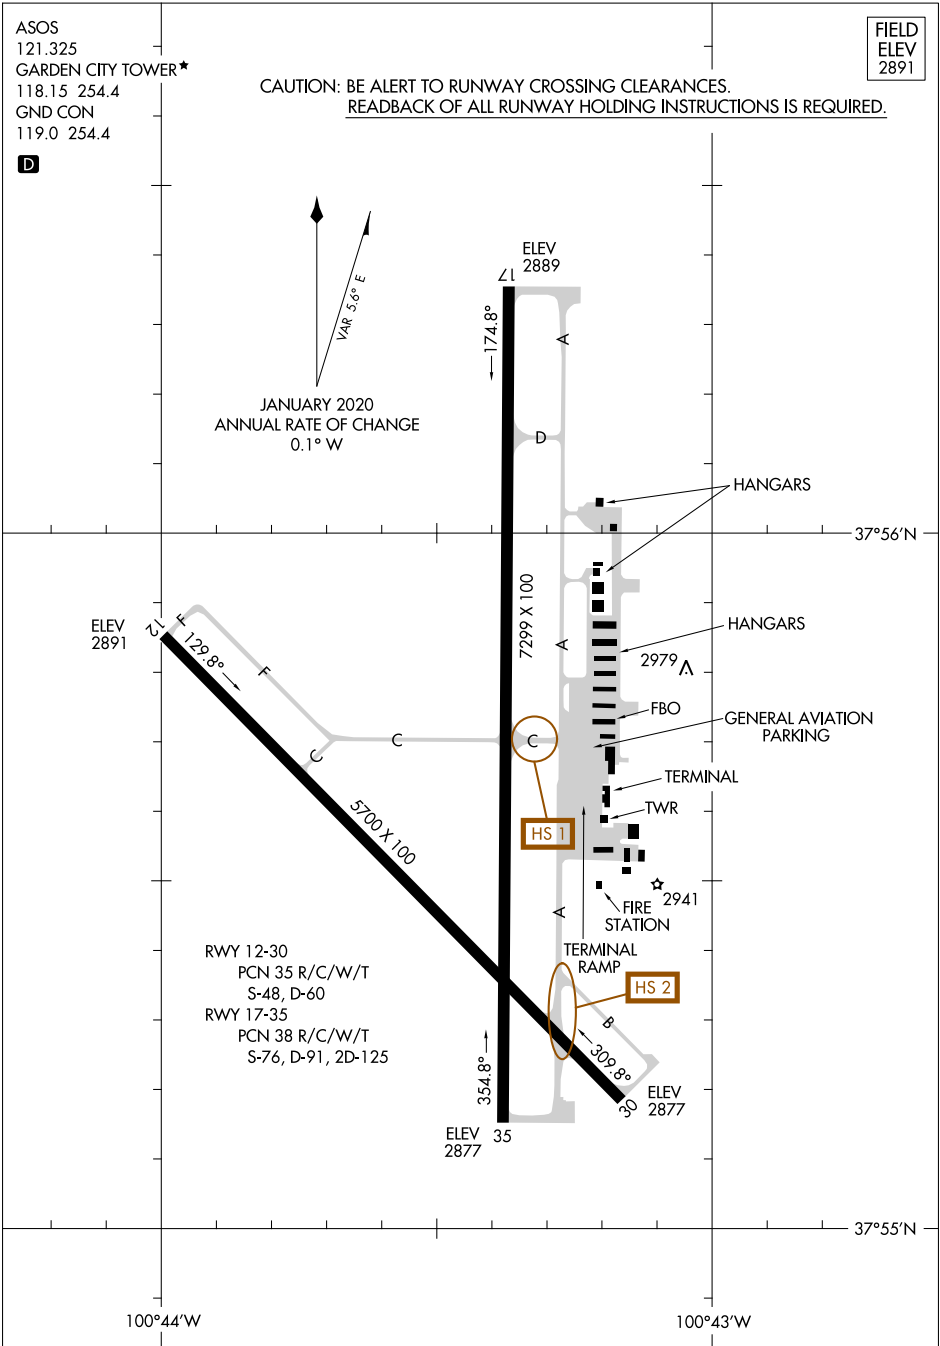 ASOS
121.325
GARDEN CITY TOWER★
118.15 254.4
GND CON
119.0 254.4
D
FIELD
ELEV
2891
CAUTION: BE ALERT TO RUNWAY CROSSING CLEARANCES.
READBACK OF ALL RUNWAY HOLDING INSTRUCTIONS IS REQUIRED.
VAR 5.6° E
JANUARY 2020
ANNUAL RATE OF CHANGE
0.1° W
ELEV
2889
17
174.8°
A
D
HANGARS
37°56'N
7299 X 100
A
ELEV
2891
12
F
129.8°
F
HANGARS
2979
FBO
GENERAL AVIATION
PARKING
C
C
C
TERMINAL
TWR
HS 1
5700 X 100
2941
FIRE
STATION
A
TERMINAL
RAMP
RWY 12-30
PCN 35 R/C/W/T
S-48, D-60
RWY 17-35
PCN 38 R/C/W/T
S-76, D-91, 2D-125
HS 2
B
309.8°
354.8°
30
ELEV
2877
ELEV
2877
35
37°55'N
100°44'W
100°43'W